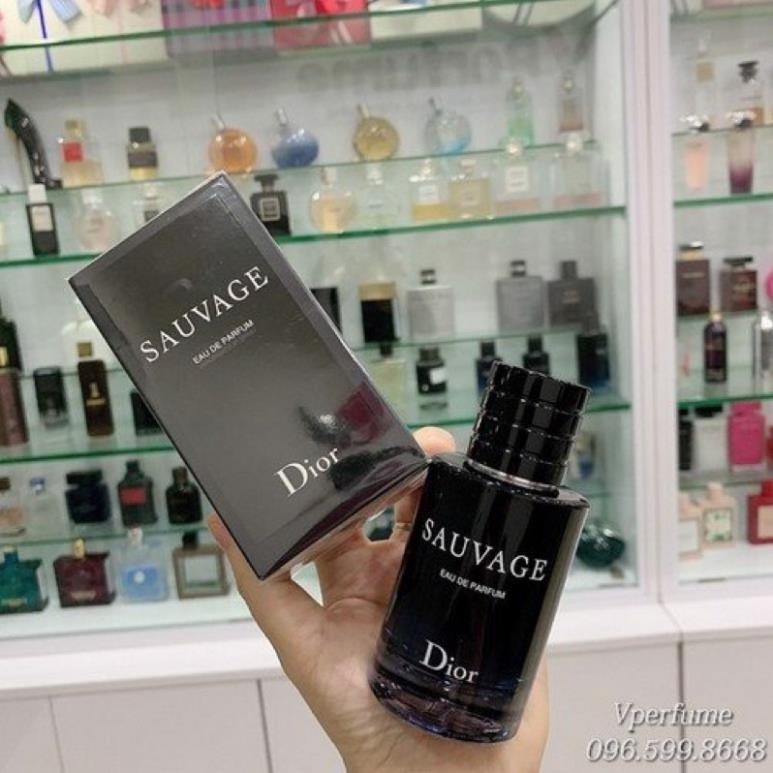 SAUVAGE
EAU DE PARFUM
Dior
SAUVAGE
EAU DE PARFUM
Dior
Vperfume
096.599.8668